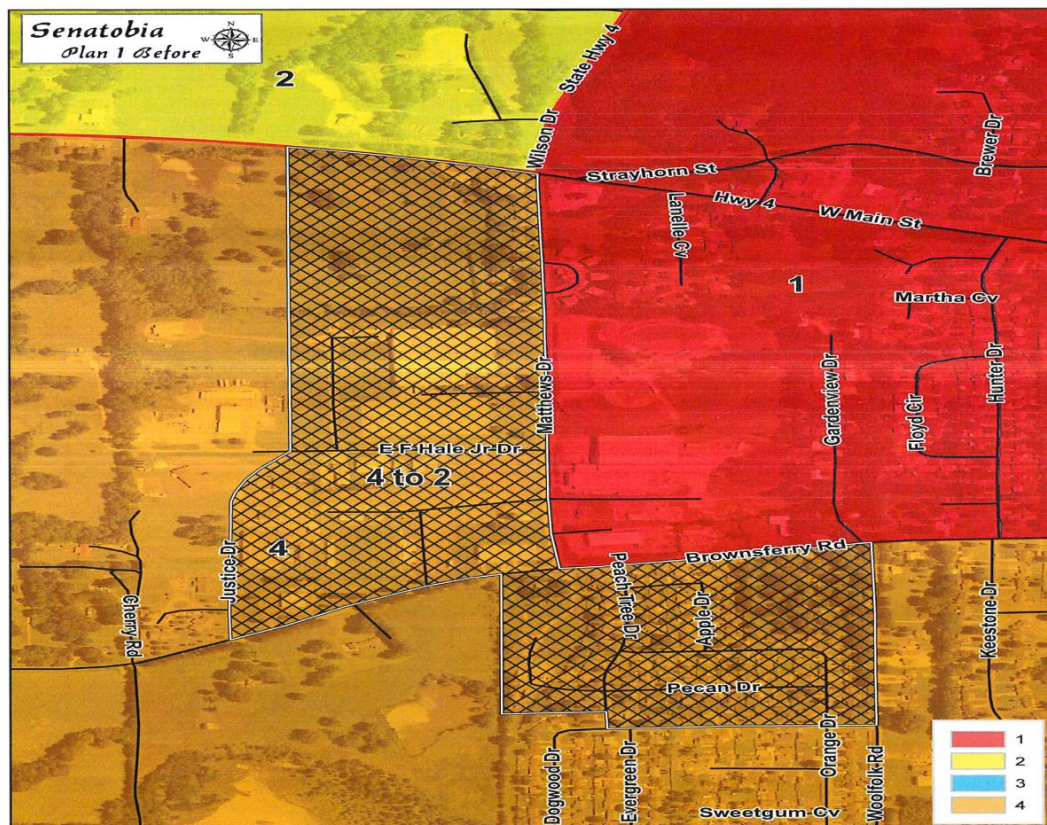 Senatobia
Plan 1 Before
N
W E
S
2
State Hwy 4
Wilson Dr
Brewer Dr
Strayhorn St
Hwy 4
W Main St
Lanelle Cv
1
Martha Cv
Matthews Dr
Gardenview Dr
Floyd Cir
Hunter Dr
E F Hale Jr Dr
4 to 2
4
Justice Dr
Brownsferry Rd
Peach Tree Dr
Apple Dr
Cherry Rd
Keestone Dr
Pecan Dr
Dogwood Dr
Evergreen Dr
Orange Dr
Woolfolk Rd
Sweetgum Cv
1
2
3
4